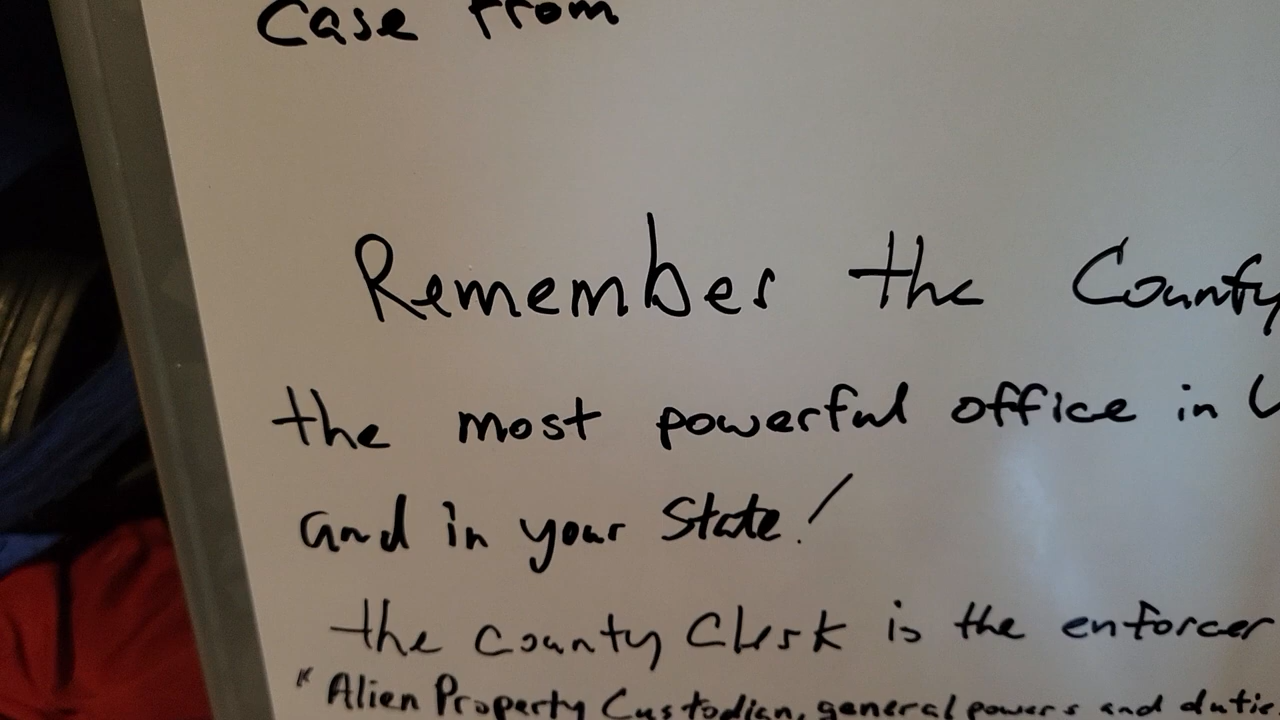 Case from
Remember the County
the most powerful office in
and in your State!
the County Clerk is the enforcer
" Alien Property Custodian, general powers and dutie